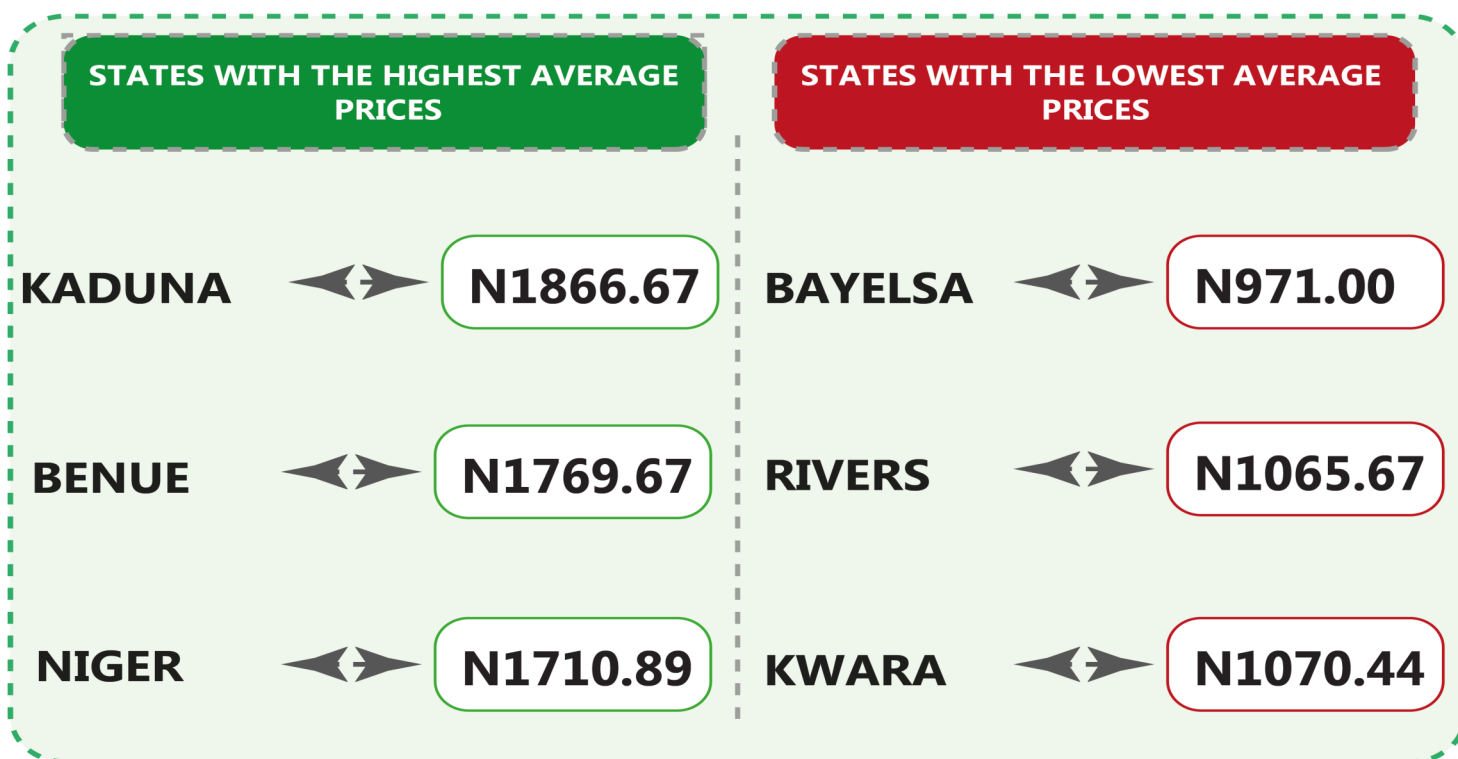 STATES WITH THE HIGHEST AVERAGE
PRICES
KADUNA N1866.67
BENUE N1769.67
NIGER N1710.89
STATES WITH THE LOWEST AVERAGE
PRICES
BAYELSA N971.00
RIVERS N1065.67
KWARA N1070.44